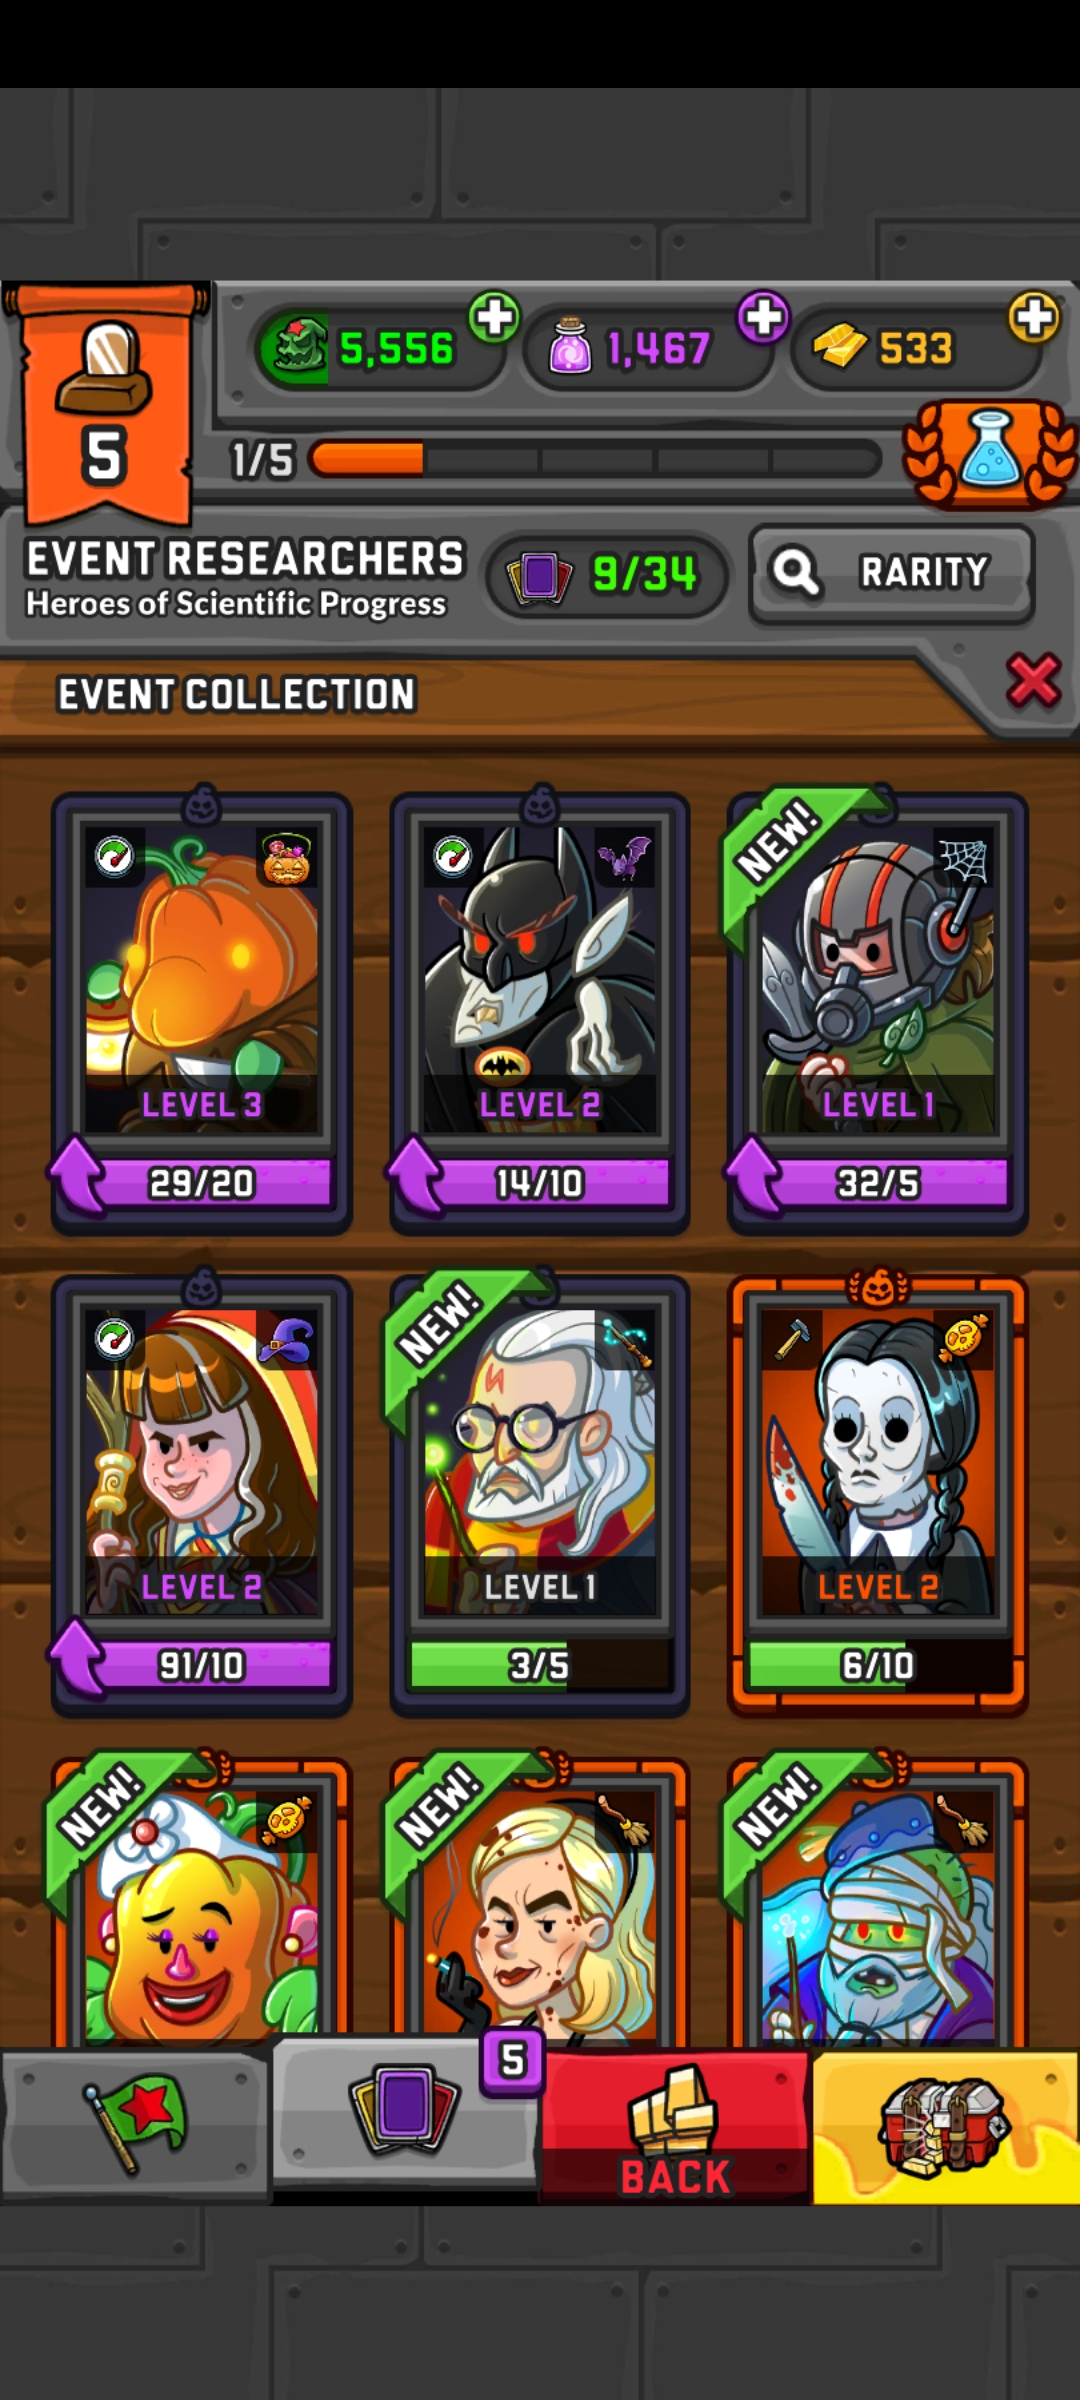 5,556
1,467
533
5
1/5
EVENT RESEARCHERS
Heroes of Scientific Progress
9/34
RARITY
EVENT COLLECTION
NEW!
LEVEL 3
LEVEL 2
LEVEL 1
29/20
14/10
32/5
NEW!
LEVEL 2
LEVEL 1
LEVEL 2
91/10
3/5
6/10
NEW!
NEW!
NEW!
5
BACK